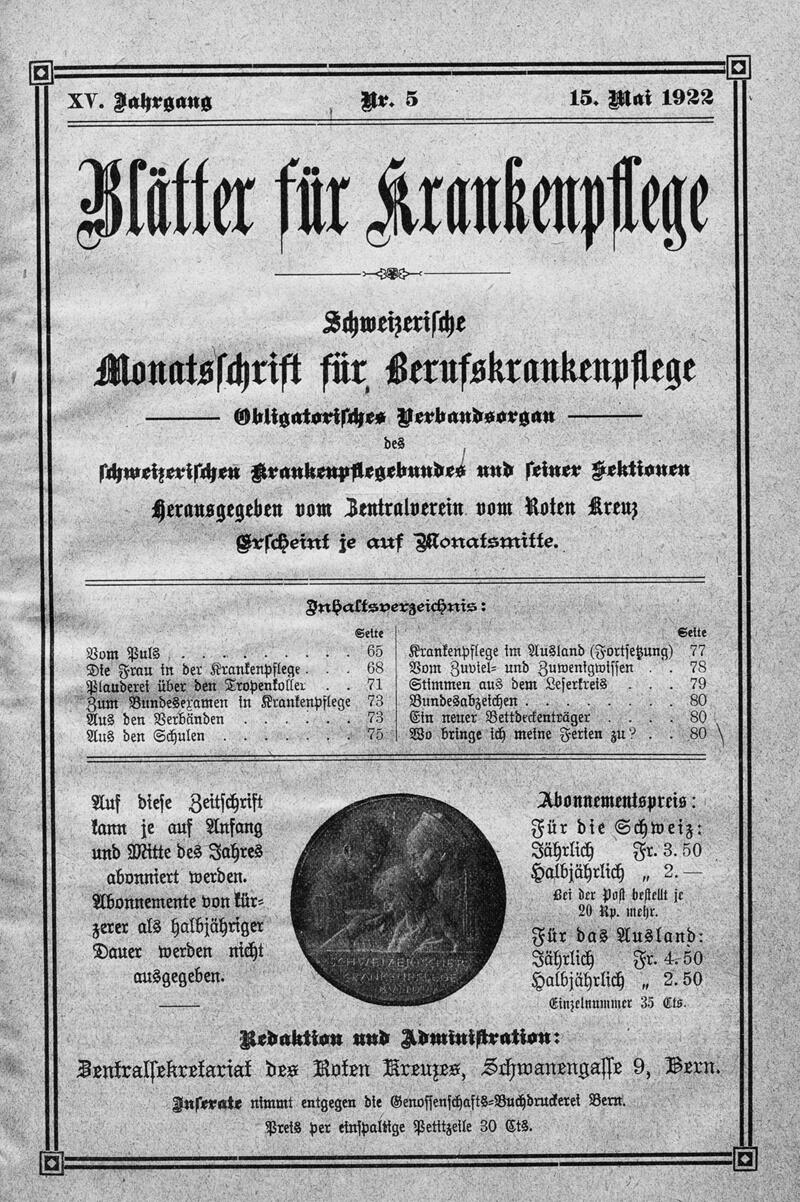 XV. Jahrgang Nr. 5 15. Mai 1922
Blätter für Krankenpflege
Schweizerische
Monatsschrift für Berufskrankenpflege
Obligatorisches Verbandsorgan
des
schweizerischen Krankenpflegebundes und seiner Sektionen
Herausgegeben vom Zentralverein vom Roten Kreuz
Erscheint je auf Monatsmitte.
Inhaltsverzeichnis:
Seite
Vom Puls . . . . . . . . . 65
Die Frau in der Krankenpflege . . . 68
Plauderei über den Tropenkoller . . 71
Zum Bundesexamen in Krankenpflege 73
Aus den Verbänden . . . . . . 73
Aus den Schulen . . . . . . 75
Seite
Krankenpflege im Ausland (Fortsetzung) 77
Vom Zuviel- und Zuwenigwissen . . 78
Stimmen aus dem Leserkreis . . . 79
Bundesabzeichen . . . . . . . . 80
Ein neuer Bettdeckenträger . . . . 80
Wo bringe ich meine Ferien zu? . . 80
Auf diese Zeitschrift
kann je auf Anfang
und Mitte des Jahres
abonniert werden.
Abonnemente von kür-
zerer als halbjähriger
Dauer werden nicht
ausgegeben.
SCHWEIZERISCHER
KRANKENPFLEGE
BUND
Abonnementspreis:
Für die Schweiz:
Jährlich Fr. 3.50
Halbjährlich „ 2.—
Bei der Post bestellt je
20 Rp. mehr.
Für das Ausland:
Jährlich Fr. 4.50
Halbjährlich „ 2.50
Einzelnummer 35 Cts.
Redaktion und Administration:
Zentralsekretariat des Roten Kreuzes, Schwanengasse 9, Bern.
Inserate nimmt entgegen die Genossenschafts-Buchdruckerei Bern.
Preis per einspaltige Petitzeile 30 Cts.